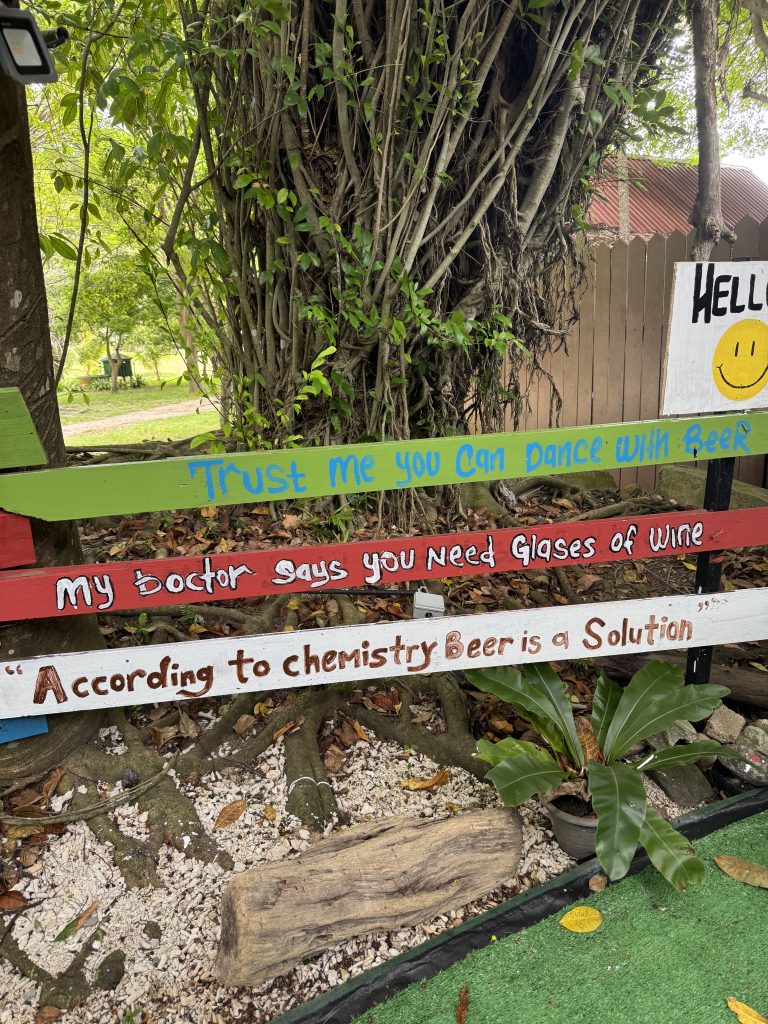 HELLO
Trust me you Can Dance with Beer
My Doctor says you Need Glases of Wine
"According to chemistry Beer is a Solution"